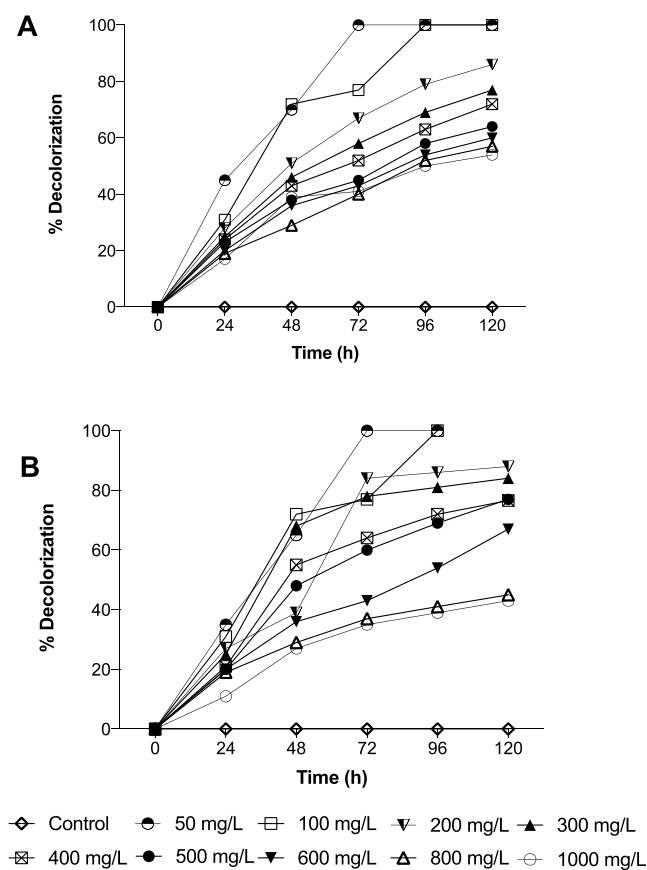 A
100
80
60
40
20
0
% Decolorization
0 24 48 72 96 120
Time (h)
B
100
80
60
40
20
0
% Decolorization
0 24 48 72 96 120
Time (h)
Control 50 mg/L 100 mg/L 200 mg/L 300 mg/L
400 mg/L 500 mg/L 600 mg/L 800 mg/L 1000 mg/L